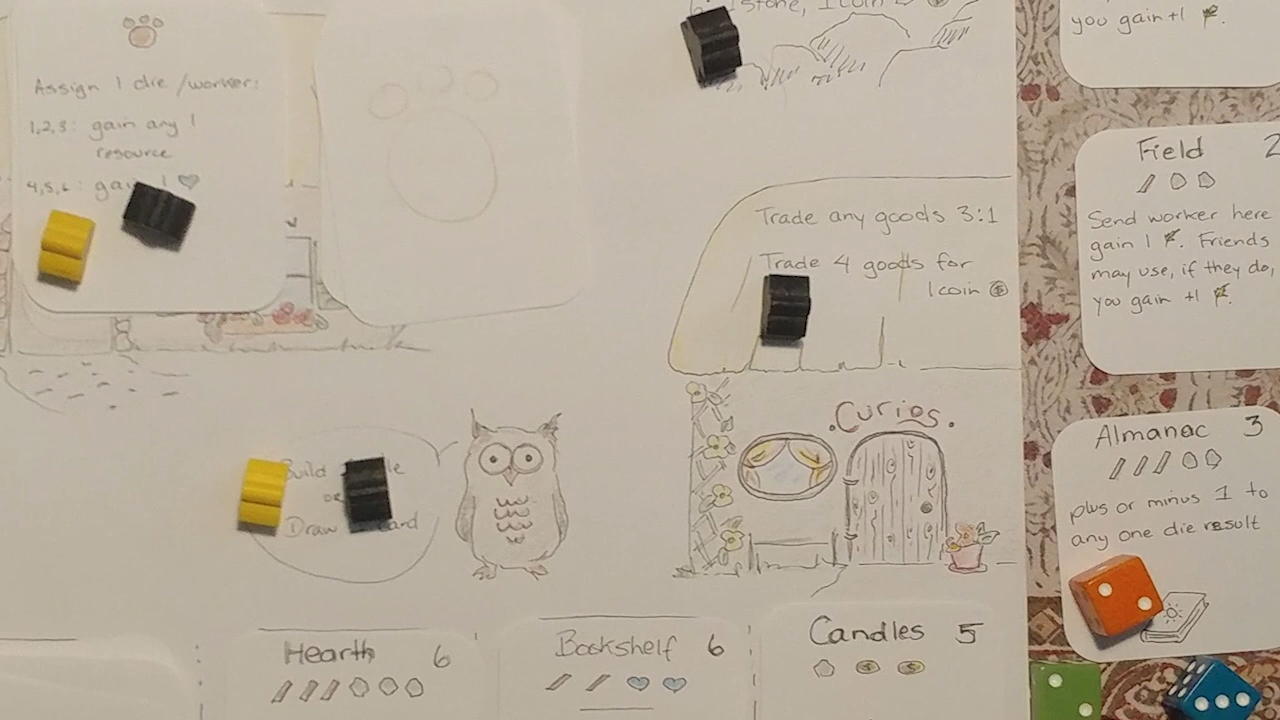 Assign 1 die /worker:
1,2,3: gain any 1
resource
4,5,6: 1
1 stone, 1 coin
you gain +1
Field 2
Send worker here
gain 1 . Friends
may use, if they do,
you gain +1 .
Trade any goods 3:1
Trade 4 goods for
1 coin
Build
or
Draw
.Curios.
Almanac 3
plus or minus 1 to
any one die result
Hearth 6
Bookshelf 6
Candles 5